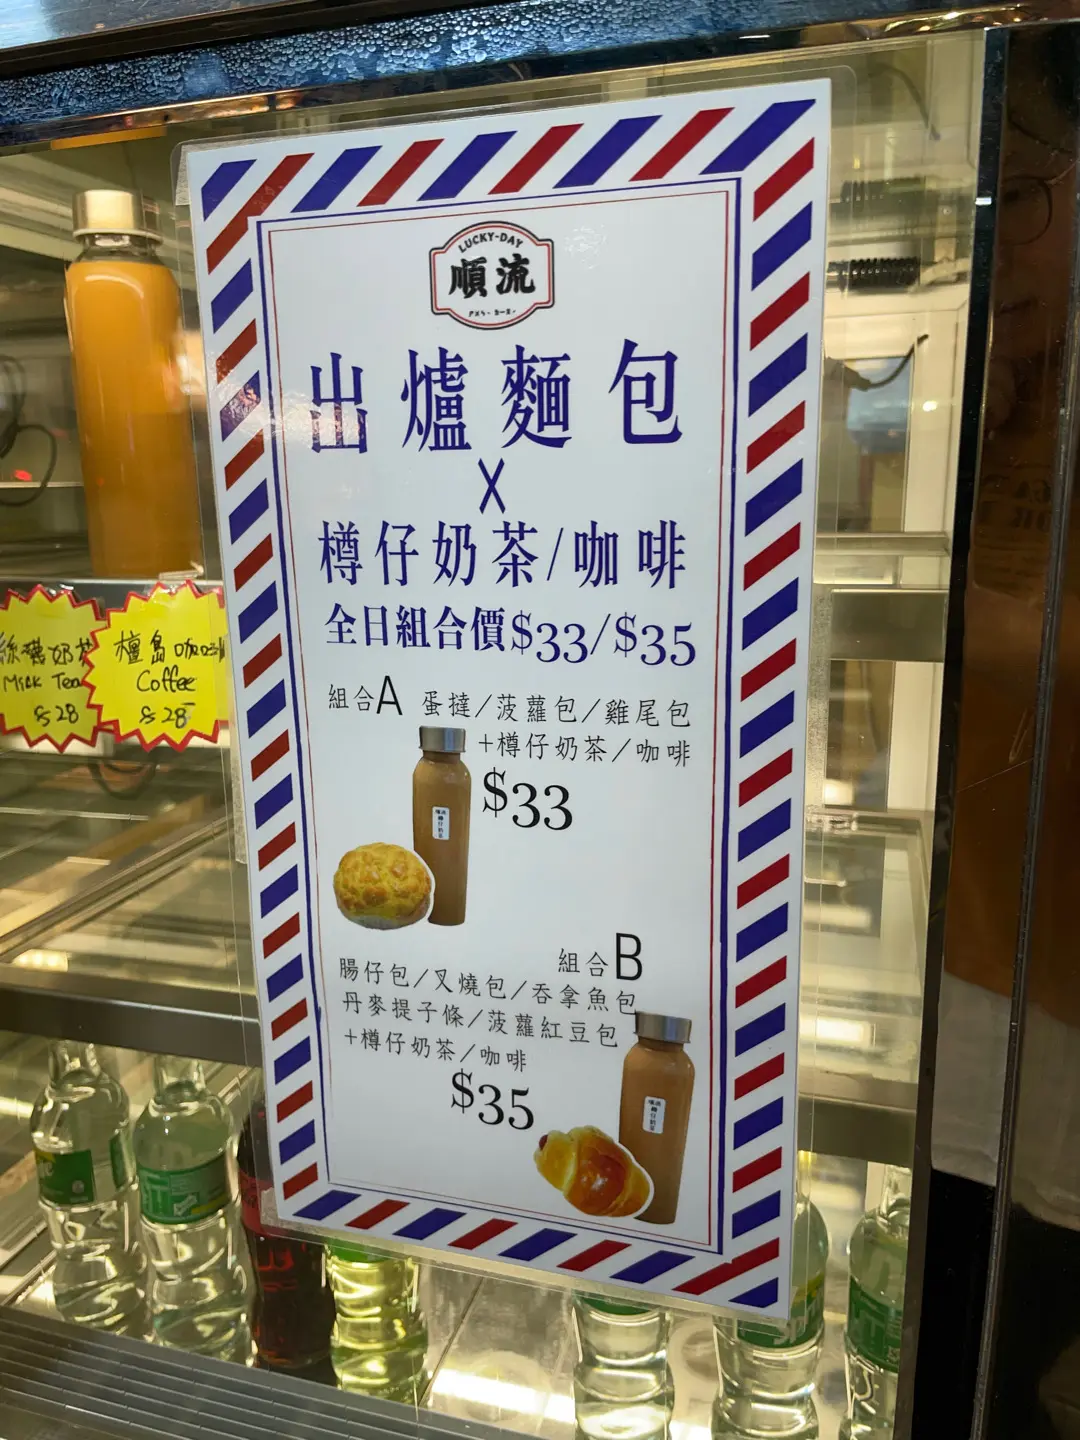 LUCKY-DAY
順流
出爐麵包
X
樽仔奶茶/咖啡
全日組合價$33/$35
組合A 蛋撻/菠蘿包/雞尾包
+樽仔奶茶/咖啡
$33
組合B
腸仔包/叉燒包/吞拿魚包
丹麥提子條/菠蘿紅豆包
+樽仔奶茶/咖啡
$35
絲襪奶茶
Milk Tea
$28
檀島咖啡
Coffee
$28